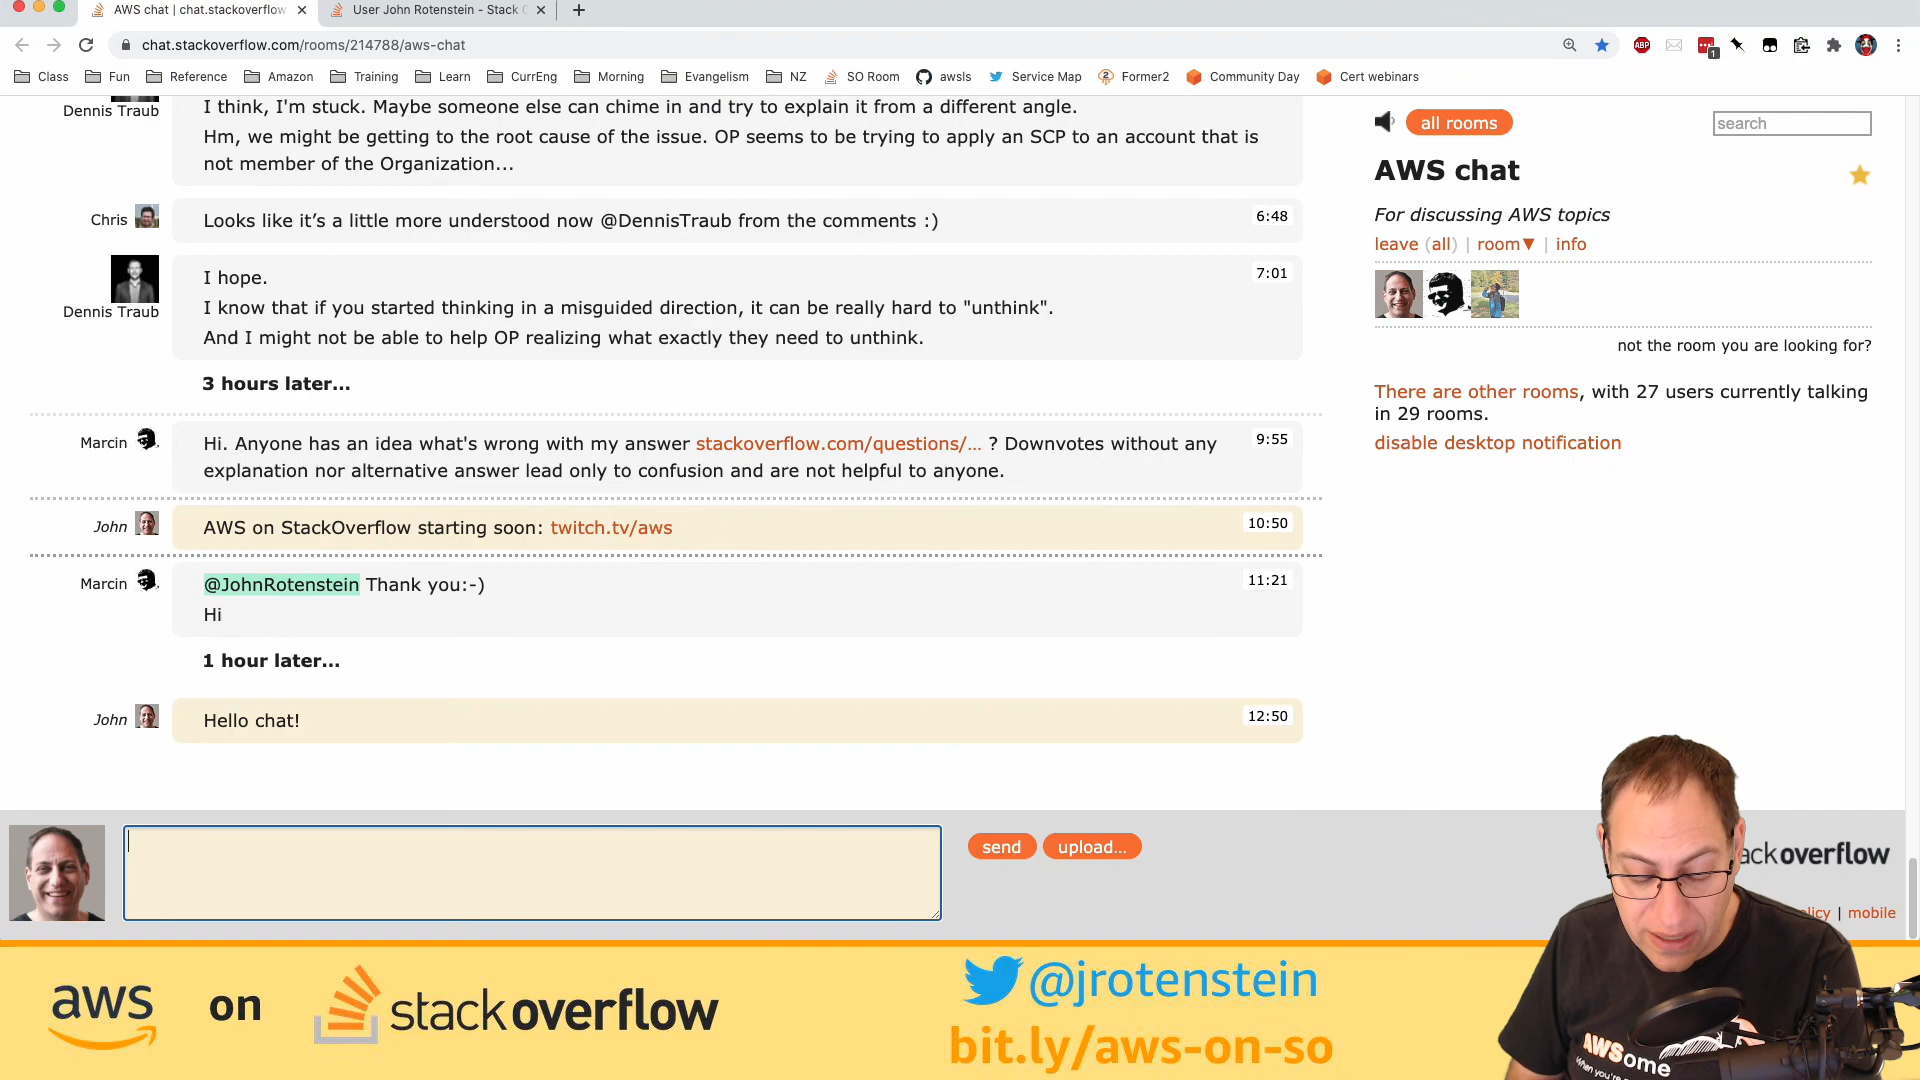 AWS chat | chat.stackoverflow
User John Rotenstein - Stack
chat.stackoverflow.com/rooms/214788/aws-chat
ABP
1
Class
Fun
Reference
Amazon
Training
Learn
CurrEng
Morning
Evangelism
NZ
SO Room
awsls
Service Map
Former2
Community Day
Cert webinars
Dennis Traub
I think, I'm stuck. Maybe someone else can chime in and try to explain it from a different angle.
Hm, we might be getting to the root cause of the issue. OP seems to be trying to apply an SCP to an account that is
not member of the Organization...
Chris
Looks like it’s a little more understood now @DennisTraub from the comments :)
6:48
Dennis Traub
I hope.
7:01
I know that if you started thinking in a misguided direction, it can be really hard to "unthink".
And I might not be able to help OP realizing what exactly they need to unthink.
3 hours later...
Marcin
Hi. Anyone has an idea what's wrong with my answer stackoverflow.com/questions/... ? Downvotes without any
explanation nor alternative answer lead only to confusion and are not helpful to anyone.
9:55
John
AWS on StackOverflow starting soon: twitch.tv/aws
10:50
Marcin
@JohnRotenstein Thank you:-)
11:21
Hi
1 hour later...
John
Hello chat!
12:50
all rooms
search
AWS chat
For discussing AWS topics
leave (all) | room▼ | info
not the room you are looking for?
There are other rooms, with 27 users currently talking
in 29 rooms.
disable desktop notification
send
upload...
overflow
| mobile
aws on stackoverflow
@jrotenstein
bit.ly/aws-on-so
AWSome